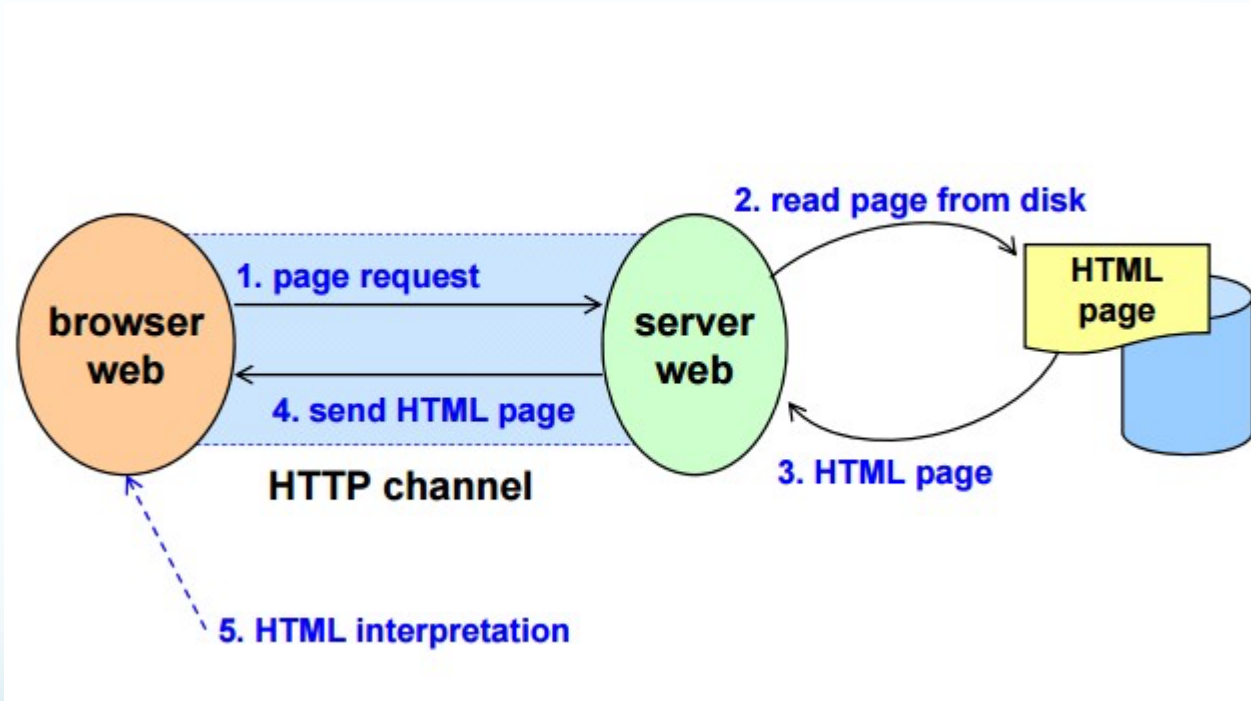 2. read page from disk
1. page request
HTML
page
browser
web
server
web
4. send HTML page
3. HTML page
HTTP channel
5. HTML interpretation